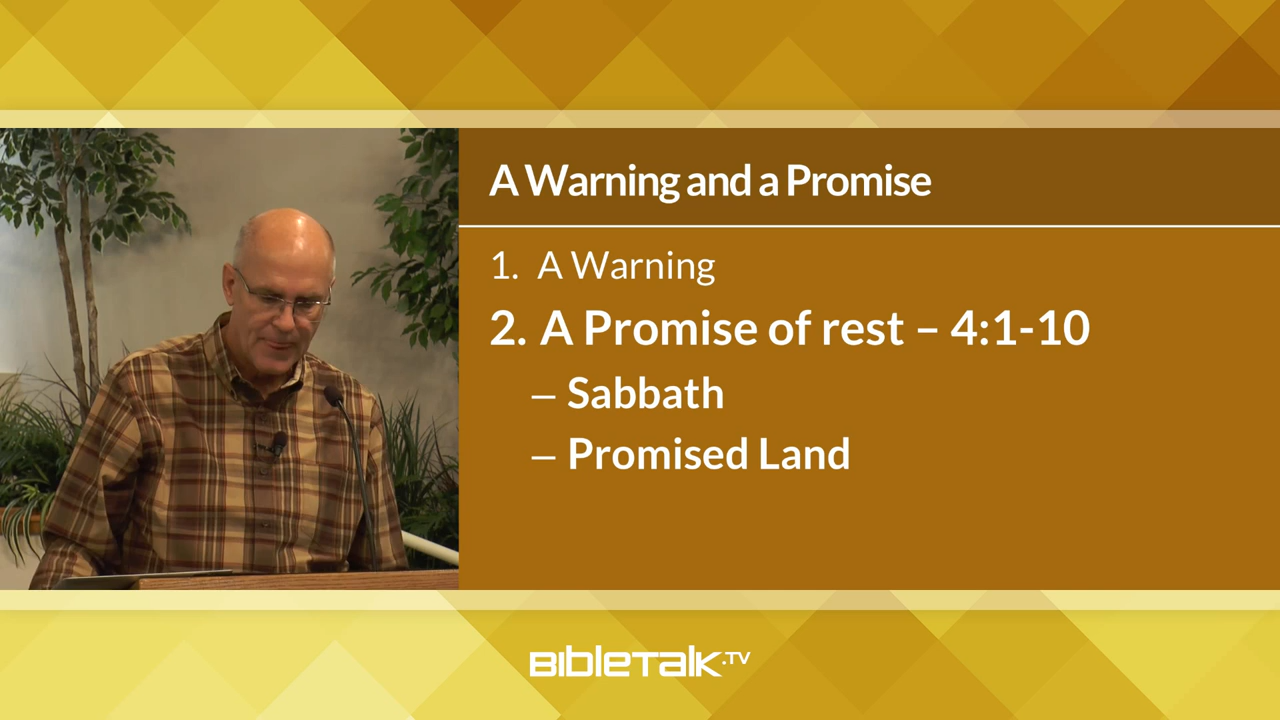 A Warning and a Promise
1. A Warning
2. A Promise of rest – 4:1-10
– Sabbath
– Promised Land
BIBLETALK.TV